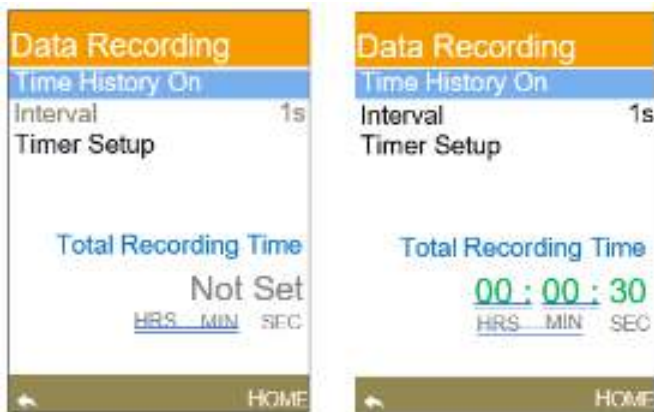 Data Recording
Time History On
Interval 1s
Timer Setup
Total Recording Time
Not Set
HRS MIN SEC
HOME
Data Recording
Time History On
Interval 1s
Timer Setup
Total Recording Time
00 : 00 : 30
HRS MIN SEC
HOME